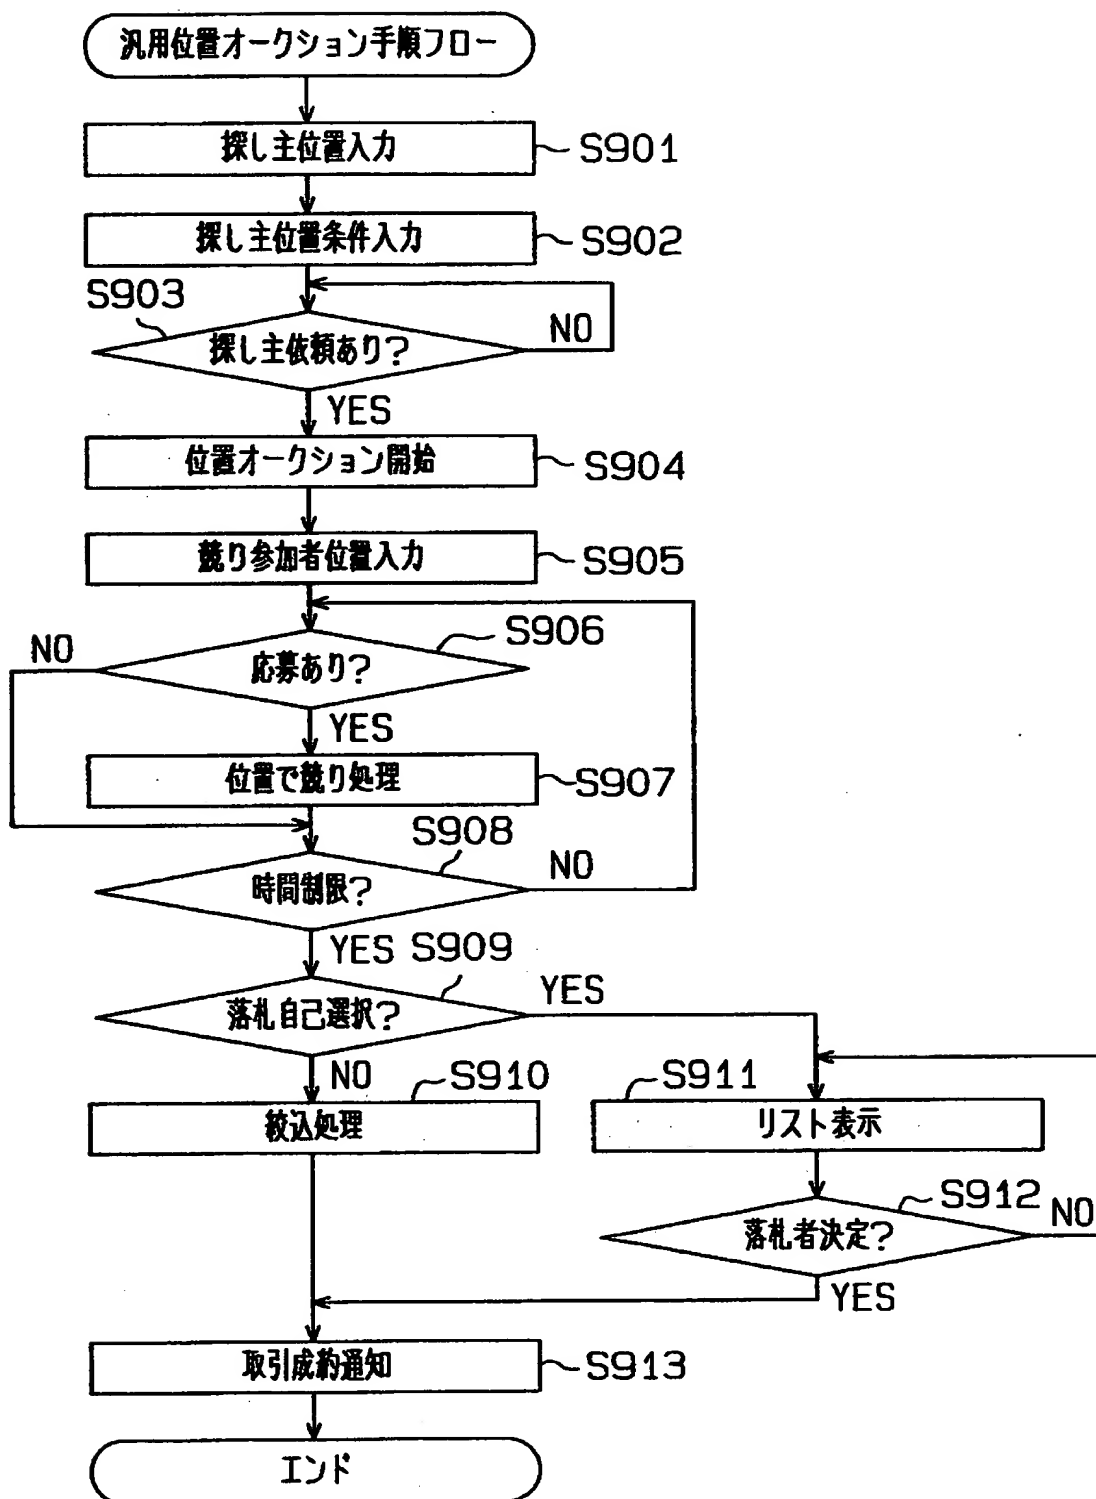 汎用位置オークション手順フロー
探し主位置入力
S901
探し主位置条件入力
S902
S903
探し主依頼あり?
NO
YES
位置オークション開始
S904
競り参加者位置入力
S905
S906
NO
応募あり?
YES
位置で競り処理
S907
S908
時間制限?
NO
YES
S909
落札自己選択?
YES
NO
S910
絞込処理
S911
リスト表示
S912
落札者決定?
NO
YES
取引成約通知
S913
エンド